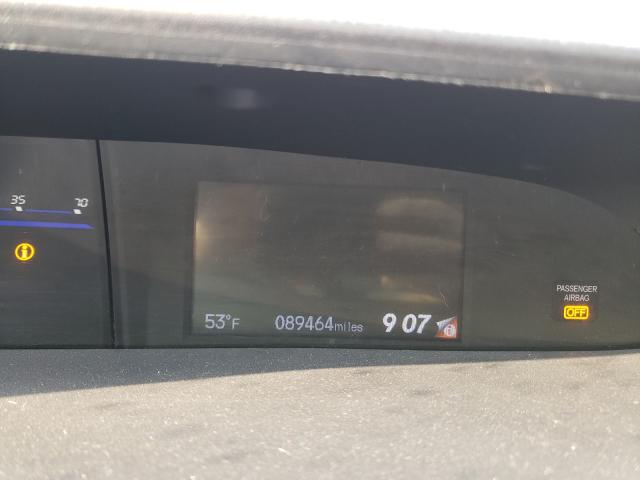 35 70
PASSENGER
AIRBAG
OFF
53°F 089464miles 9 07